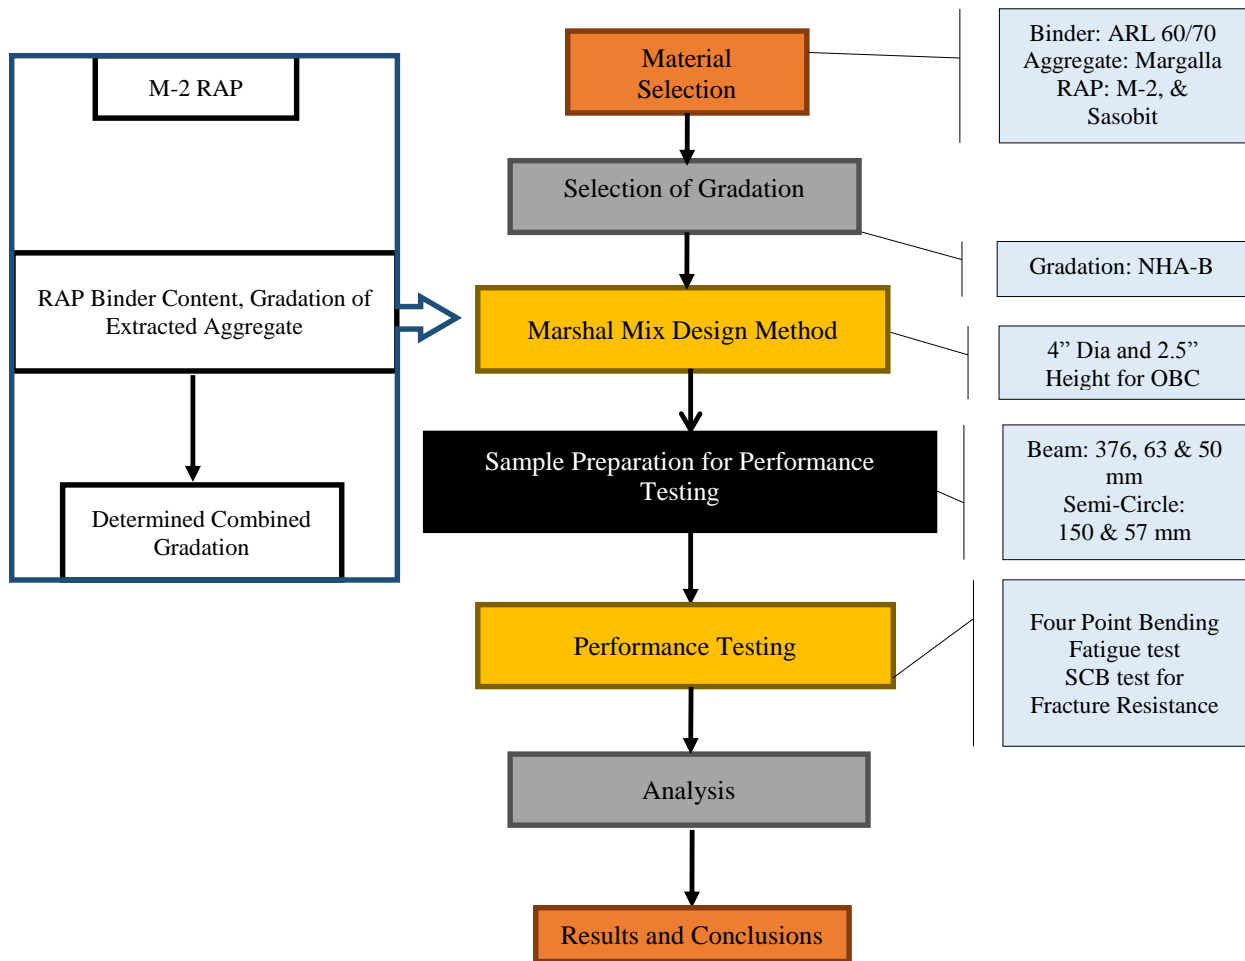 M-2 RAP
RAP Binder Content, Gradation of
Extracted Aggregate
Determined Combined
Gradation
Material
Selection
Selection of Gradation
Marshal Mix Design Method
Sample Preparation for Performance
Testing
Performance Testing
Analysis
Results and Conclusions
Binder: ARL 60/70
Aggregate: Margalla
RAP: M-2, &
Sasobit
Gradation: NHA-B
4” Dia and 2.5”
Height for OBC
Beam: 376, 63 & 50
mm
Semi-Circle:
150 & 57 mm
Four Point Bending
Fatigue test
SCB test for
Fracture Resistance